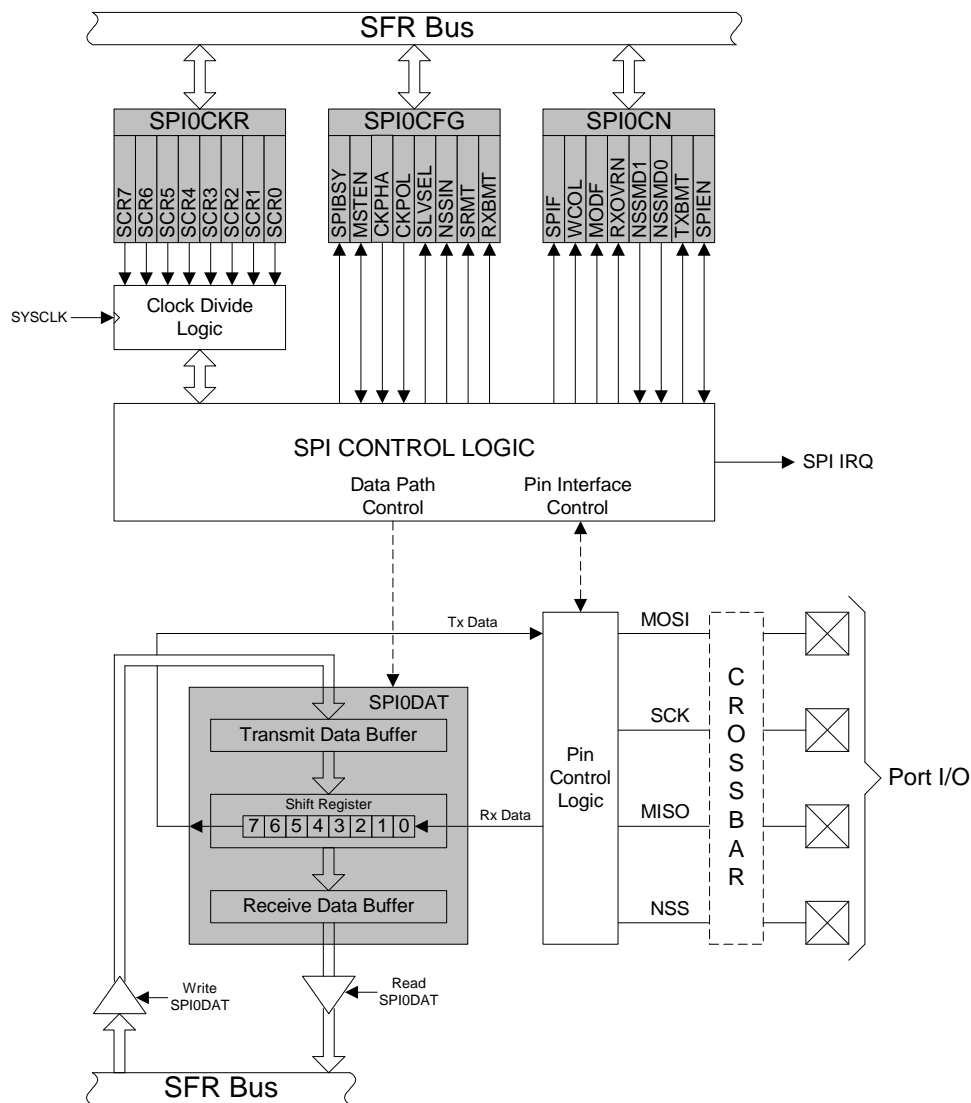 SFR Bus
SPI0CKR
SPI0CFG
SPI0CN
SCR7
SCR6
SCR5
SCR4
SCR3
SCR2
SCR1
SCR0
SPIBSY
MSTEN
CKPHA
CKPOL
SLVSEL
NSSIN
SRMT
RXBMT
SPIF
WCOL
MODF
RXOVRN
NSSMD1
NSSMD0
TXBMT
SPIEN
SYSCLK
Clock Divide
Logic
SPI CONTROL LOGIC
SPI IRQ
Data Path
Control
Pin Interface
Control
Tx Data
MOSI
SPI0DAT
Transmit Data Buffer
SCK
Pin
Control
Logic
CROSSBAR
Port I/O
Shift Register
7 6 5 4 3 2 1 0
Rx Data
MISO
Receive Data Buffer
NSS
Write
SPI0DAT
Read
SPI0DAT
SFR Bus